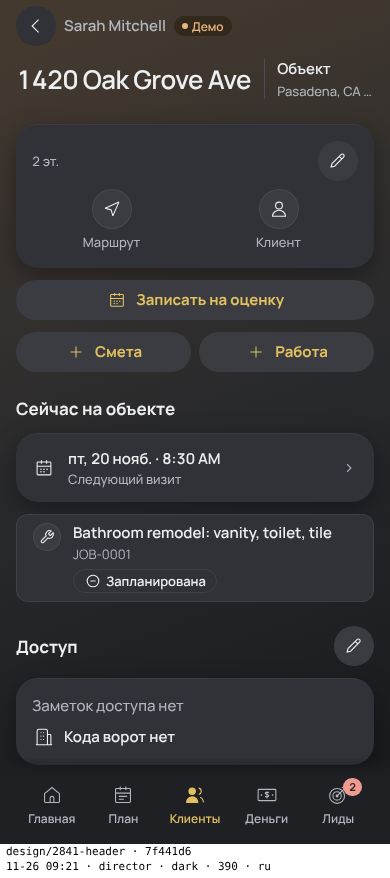 Sarah Mitchell
Демо
1420 Oak Grove Ave
Объект
Pasadena, CA ...
2 эт.
Маршрут
Клиент
Записать на оценку
Смета
Работа
Сейчас на объекте
пт, 20 нояб. · 8:30 AM
Следующий визит
Bathroom remodel: vanity, toilet, tile
JOB-0001
Запланирована
Доступ
Заметок доступа нет
Кода ворот нет
2
Главная
План
Клиенты
Деньги
Лиды
design/2841-header · 7f441d6
11-26 09:21 · director · dark · 390 · ru